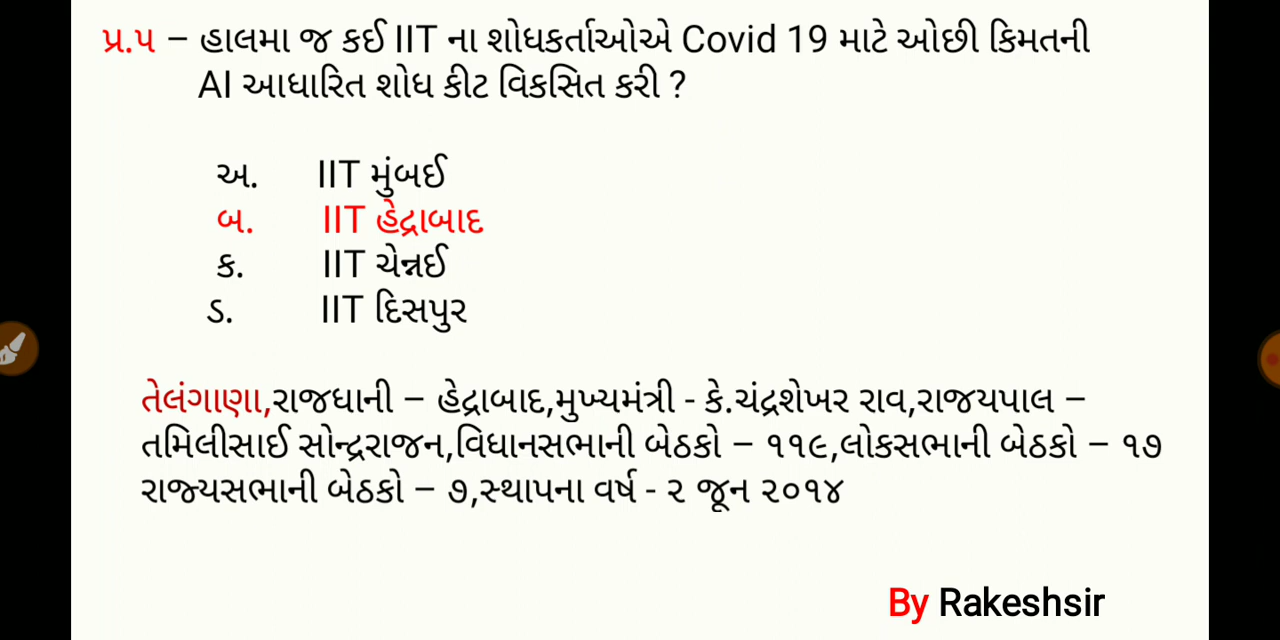 પ્ર.૫ – હાલમા જ કઈ IIT ના શોધકર્તાઓએ Covid 19 માટે ઓછી કિમતની
AI આધારિત શોધ કીટ વિકસિત કરી ?
અ. IIT મુંબઈ
બ. IIT હેદ્રાબાદ
ક. IIT ચેન્નઈ
ડ. IIT દિસપુર
તેલંગાણા,રાજધાની – હેદ્રાબાદ,મુખ્યમંત્રી - કે.ચંદ્રશેખર રાવ,રાજયપાલ –
તમિલીસાઈ સોન્દ્રરાજન,વિધાનસભાની બેઠકો – ૧૧૯,લોકસભાની બેઠકો – ૧૭
રાજ્યસભાની બેઠકો – ૭,સ્થાપના વર્ષ - ૨ જૂન ૨૦૧૪
By Rakeshsir